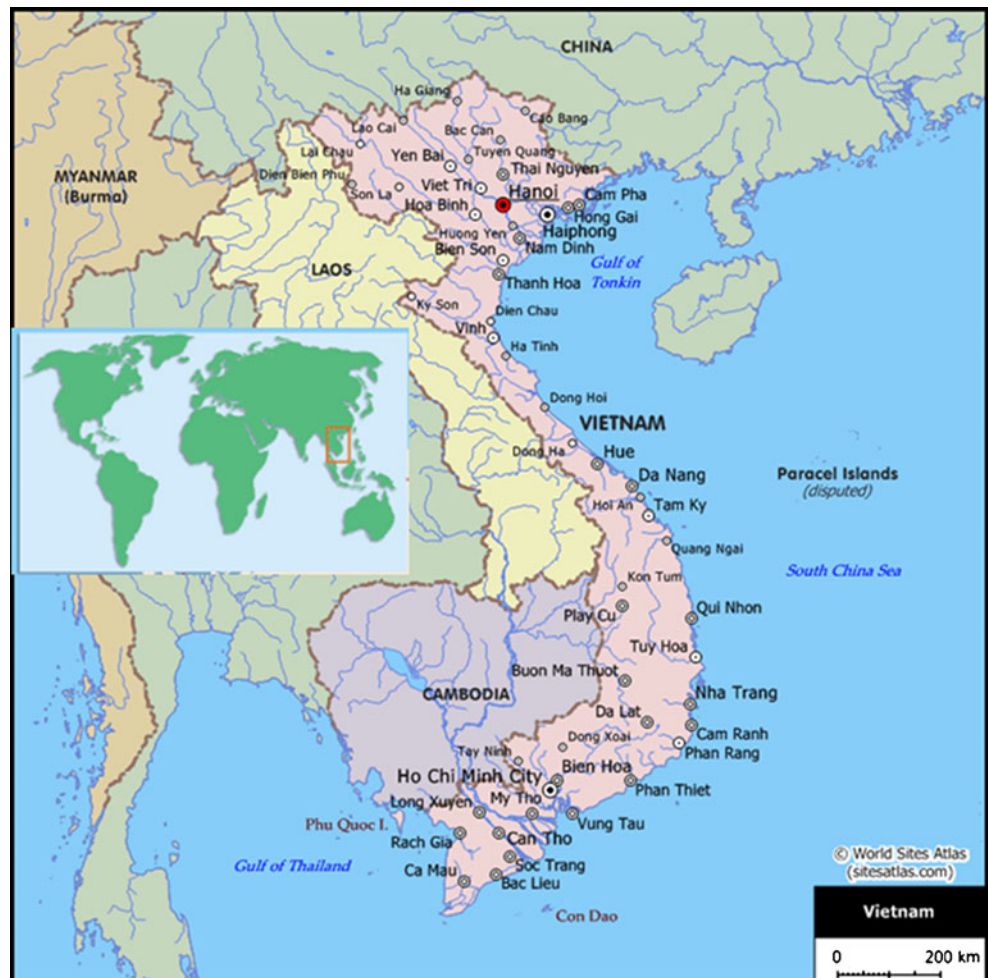 CHINA
Ha Giang
Cao Bang
Lao Cai
Bac Can
Lai Chau
Yen Bai
Tuyen Quang
Thai Nguyen
MYANMAR
(Burma)
Dien Bien Phu
Son La
Viet Tri
Hanoi
Cam Pha
Hoa Binh
Hong Gai
Haiphong
Huong Yen
Nam Dinh
Bien Son
LAOS
Gulf of
Tonkin
Thanh Hoa
Ky Son
Dien Chau
Vinh
Ha Tinh
Dong Hoi
VIETNAM
Dong Ha
Hue
Da Nang
Paracel Islands
(disputed)
Hoi An
Tam Ky
Quang Ngai
South China Sea
Kon Tum
Play Cu
Qui Nhon
Tuy Hoa
Buon Ma Thuot
CAMBODIA
Nha Trang
Da Lat
Cam Ranh
Dong Xoai
Phan Rang
Tay Ninh
Ho Chi Minh City
Bien Hoa
Phan Thiet
Long Xuyen
My Tho
Vung Tau
Phu Quoc I.
Rach Gia
Can Tho
Gulf of Thailand
Ca Mau
Soc Trang
Bac Lieu
Con Dao
© World Sites Atlas
(sitesatlas.com)
Vietnam
0 200 km